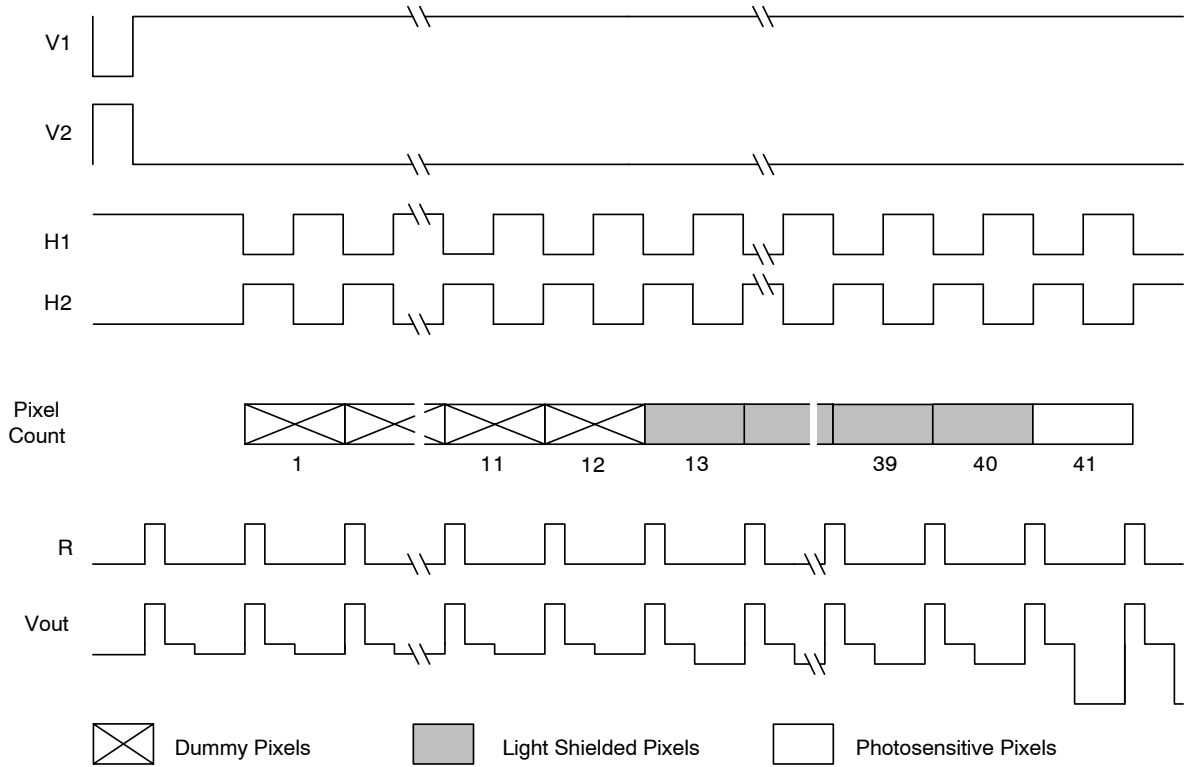 V1
V2
H1
H2
Pixel
Count
1
11
12
13
39
40
41
R
Vout
Dummy Pixels
Light Shielded Pixels
Photosensitive Pixels